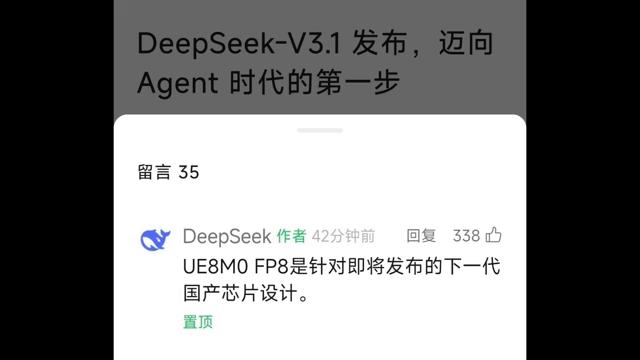 DeepSeek-V3.1 发布，迈向
Agent 时代的第一步
留言 35
DeepSeek 作者 42分钟前 回复 338
UE8M0 FP8是针对即将发布的下一代
国产芯片设计。
置顶